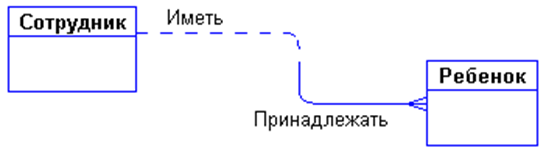 Сотрудник
Иметь
Ребенок
Принадлежать